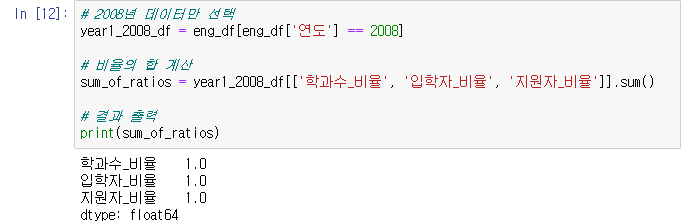 In [12]: # 2008년 데이터만 선택
year1_2008_df = eng_df[eng_df['연도'] == 2008]
# 비율의 합 계산
sum_of_ratios = year1_2008_df[['학과수_비율', '입학자_비율', '지원자_비율']].sum()
# 결과 출력
print(sum_of_ratios)
학과수_비율    1.0
입학자_비율    1.0
지원자_비율    1.0
dtype: float64